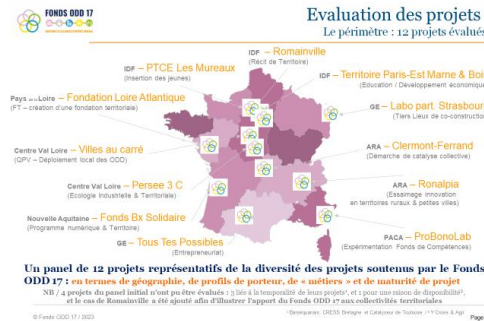 FONDS ODD 17
Evaluation des projets
Le périmètre : 12 projets évalués
IDF – Romainville
(Récit de Territoire)
IDF – PTCE Les Mureaux
(Insertion des jeunes)
IDF – Territoire Paris-Est Marne & Boi
(Education / Développement économique
Pays de Loire – Fondation Loire Atlantique
(FT – création d'une fondation territoriale)
GE – Labo part. Strasbour
(Tiers Lieux de co-constructio
Centre Val Loire – Villes au carré
(QPV – Déploiement local des ODD)
ARA – Clermont-Ferrand
(Démarche de catalyse collective)
Centre Val Loire – Persee 3 C
(Ecologie Industrielle & Territoriale)
ARA – Ronalpia
(Essaimage innovation
en territoires ruraux & petites villes)
Nouvelle Aquitaine – Fonds Bx Solidaire
(Programme numérique & Territoire)
GE – Tous Tes Possibles
(Entrepreneuriat)
PACA – ProBonoLab
(Expérimentation Fonds de Compétences)
Un panel de 12 projets représentatifs de la diversité des projets soutenus par le Fonds
ODD 17 : en termes de géographie, de profils de porteur, de « métiers » et de maturité de projet
NB / 4 projets du panel initial n'ont pu être évalués : 3 liés à la temporalité de leurs projets¹, et 1 pour une raison de disponibilité²,
et le cas de Romainville a été ajouté afin d'illustrer l'apport du Fonds ODD 17 aux collectivités territoriales
© Fonds ODD 17 / 2023
CRESS Bretagne et Catalyseur de Toulouse
Page